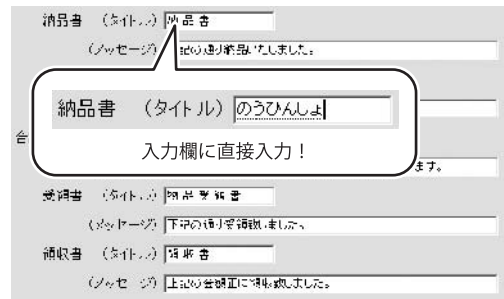 納品書 (タイトル) 納 品 書
(メッセージ) 下記の通り納品いたしました。
納品書 (タイトル) のうひんしょ
入力欄に直接入力！
合
ます。
受領書 (タイトル) 物 品 受 領 書
(メッセージ) 下記の通り受領致しました。
領収書 (タイトル) 領 収 書
(メッセージ) 上記の金額正に領収致しました。